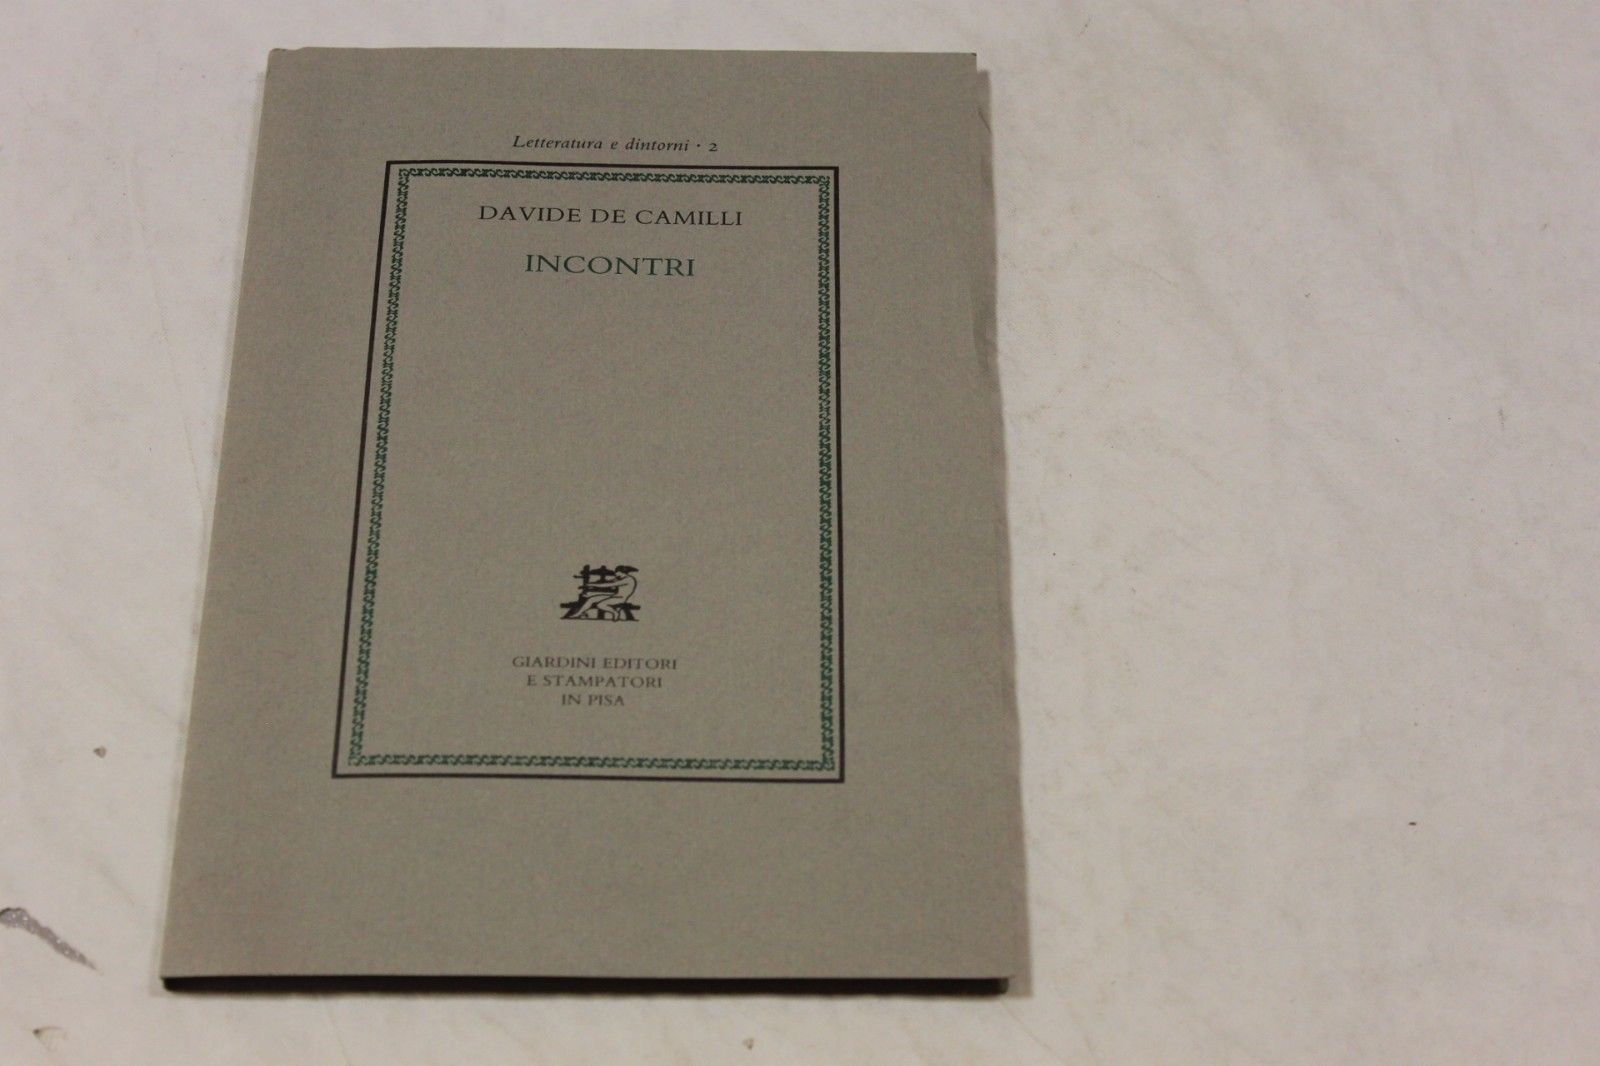 Letteratura e dintorni · 2
DAVIDE DE CAMILLI
INCONTRI
GIARDINI EDITORI
E STAMPATORI
IN PISA